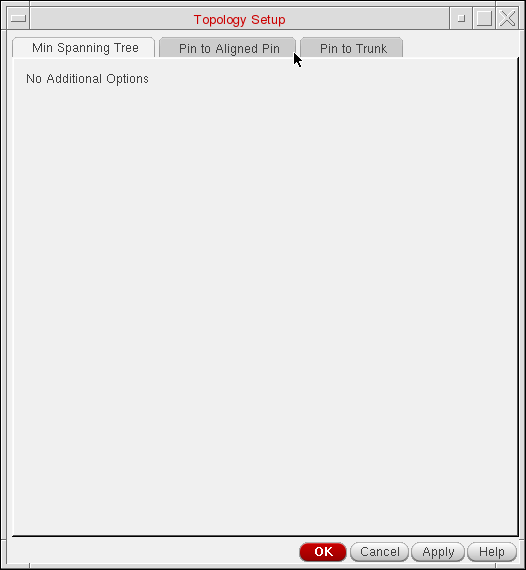 Topology Setup
Min Spanning Tree Pin to Aligned Pin Pin to Trunk
No Additional Options
OK Cancel Apply Help